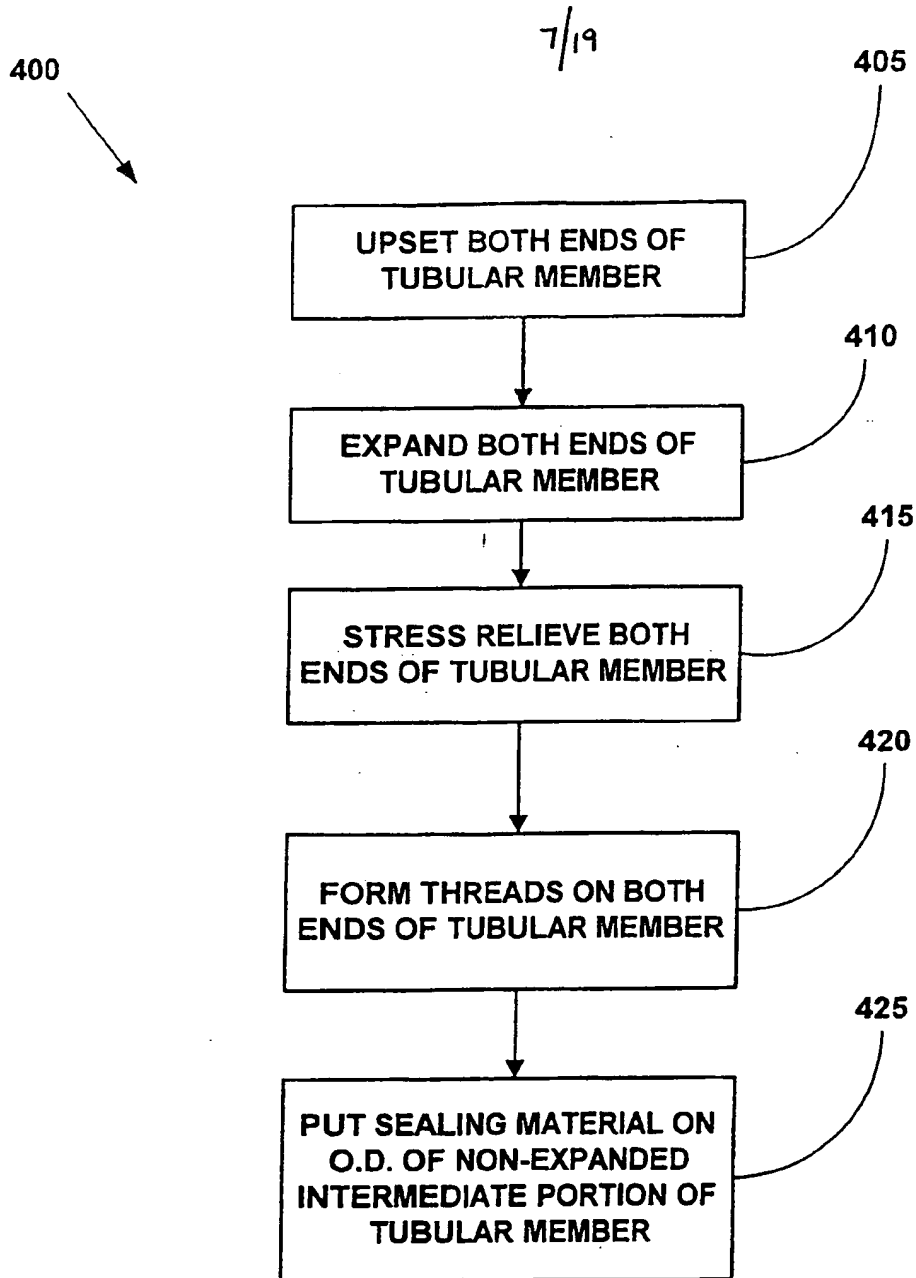 7/19
400
405
UPSET BOTH ENDS OF
TUBULAR MEMBER
410
EXPAND BOTH ENDS OF
TUBULAR MEMBER
415
STRESS RELIEVE BOTH
ENDS OF TUBULAR MEMBER
420
FORM THREADS ON BOTH
ENDS OF TUBULAR MEMBER
425
PUT SEALING MATERIAL ON
O.D. OF NON-EXPANDED
INTERMEDIATE PORTION OF
TUBULAR MEMBER